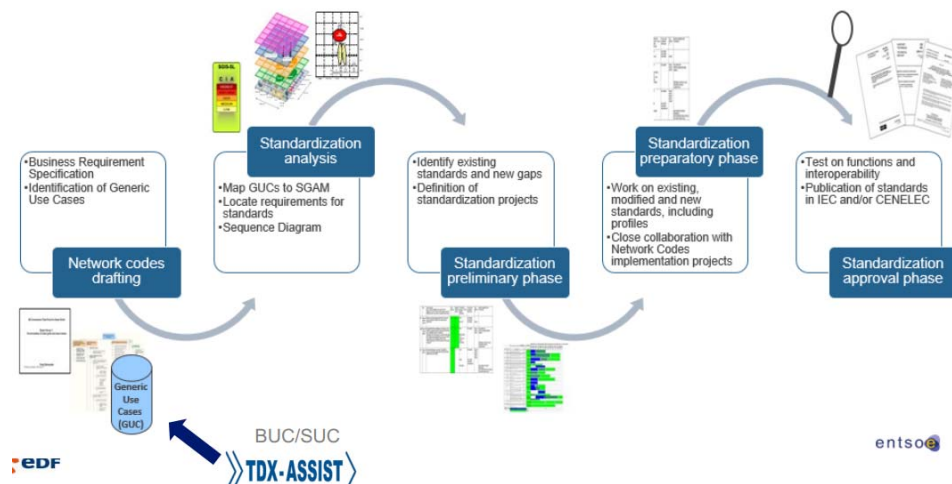 SGIS-SL
Standardization
analysis
Standardization
preparatory phase
•Business Requirement
Specification
•Identification of Generic
Use Cases
Network codes
drafting
•Map GUCs to SGAM
•Locate requirements for
standards
•Sequence Diagram
•Identify existing
standards and new gaps
•Definition of
standardization projects
Standardization
preliminary phase
•Work on existing,
modified and new
standards, including
profiles
•Close collaboration with
Network Codes
implementation projects
•Test on functions and
interoperability
•Publication of standards
in IEC and/or CENELEC
Standardization
approval phase
Generic
Use
Cases
(GUC)
BUC/SUC
TDX-ASSIST
eDF
entsoe